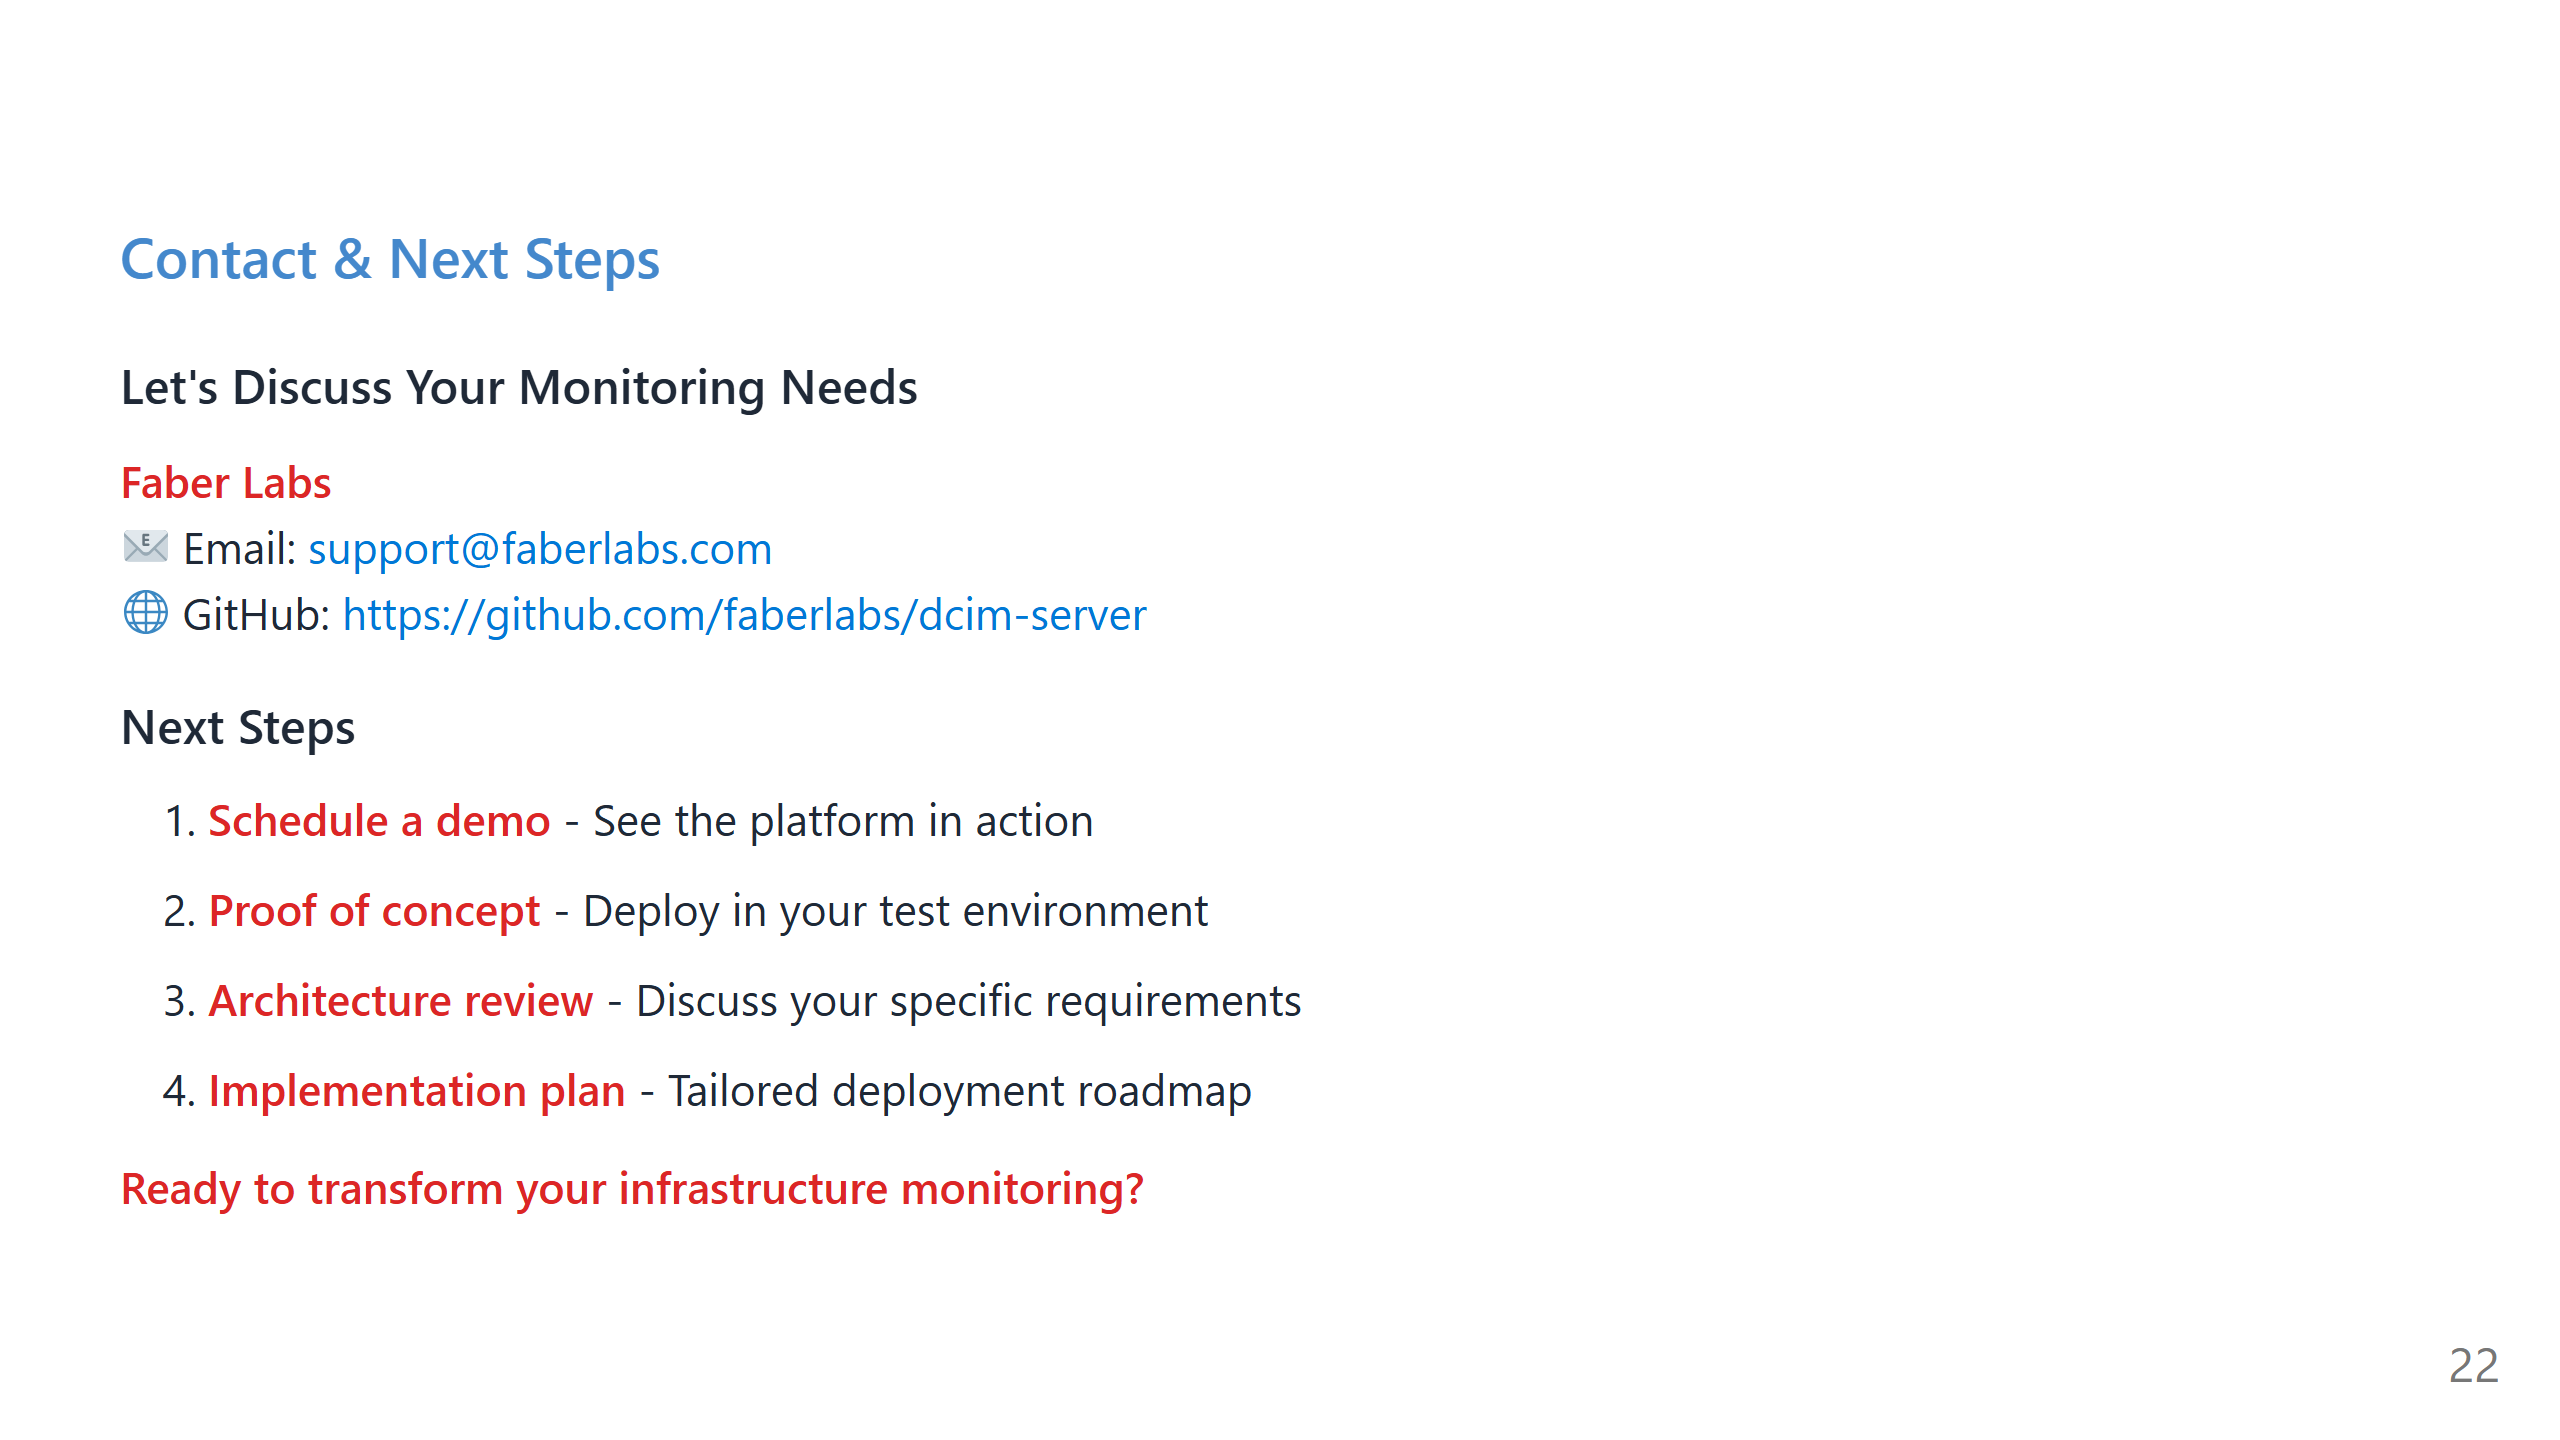 Contact & Next Steps
Let's Discuss Your Monitoring Needs
Faber Labs
📧 Email: support@faberlabs.com
🌐 GitHub: https://github.com/faberlabs/dcim-server
Next Steps
1. Schedule a demo - See the platform in action
2. Proof of concept - Deploy in your test environment
3. Architecture review - Discuss your specific requirements
4. Implementation plan - Tailored deployment roadmap
Ready to transform your infrastructure monitoring?
22